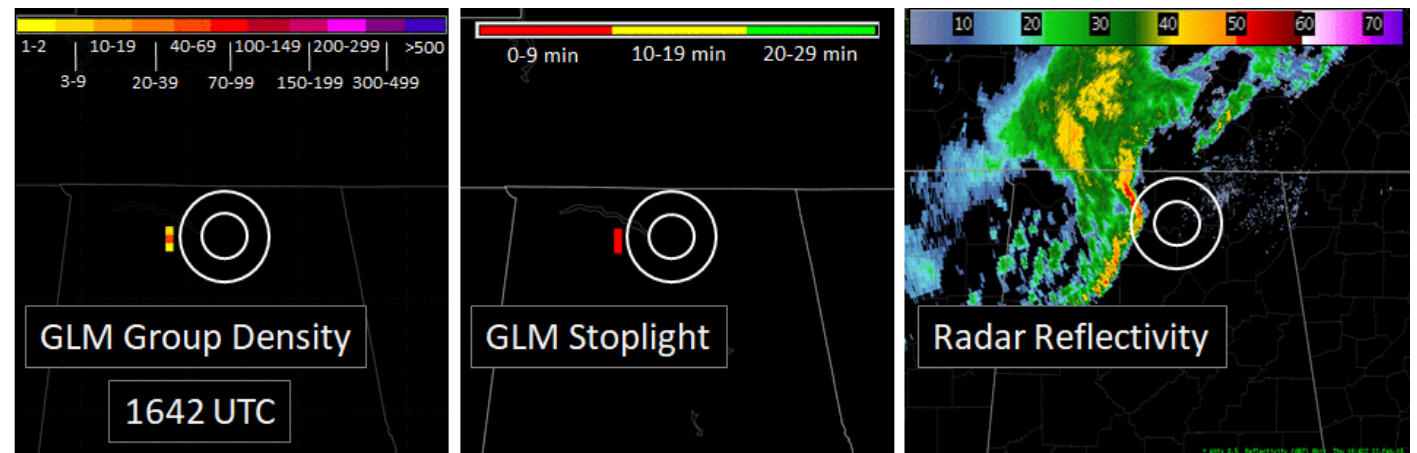 1-2 10-19 40-69 100-149 200-299 >500
3-9 20-39 70-99 150-199 300-499
GLM Group Density
1642 UTC
0-9 min 10-19 min 20-29 min
GLM Stoplight
10 20 30 40 50 60 70
Radar Reflectivity